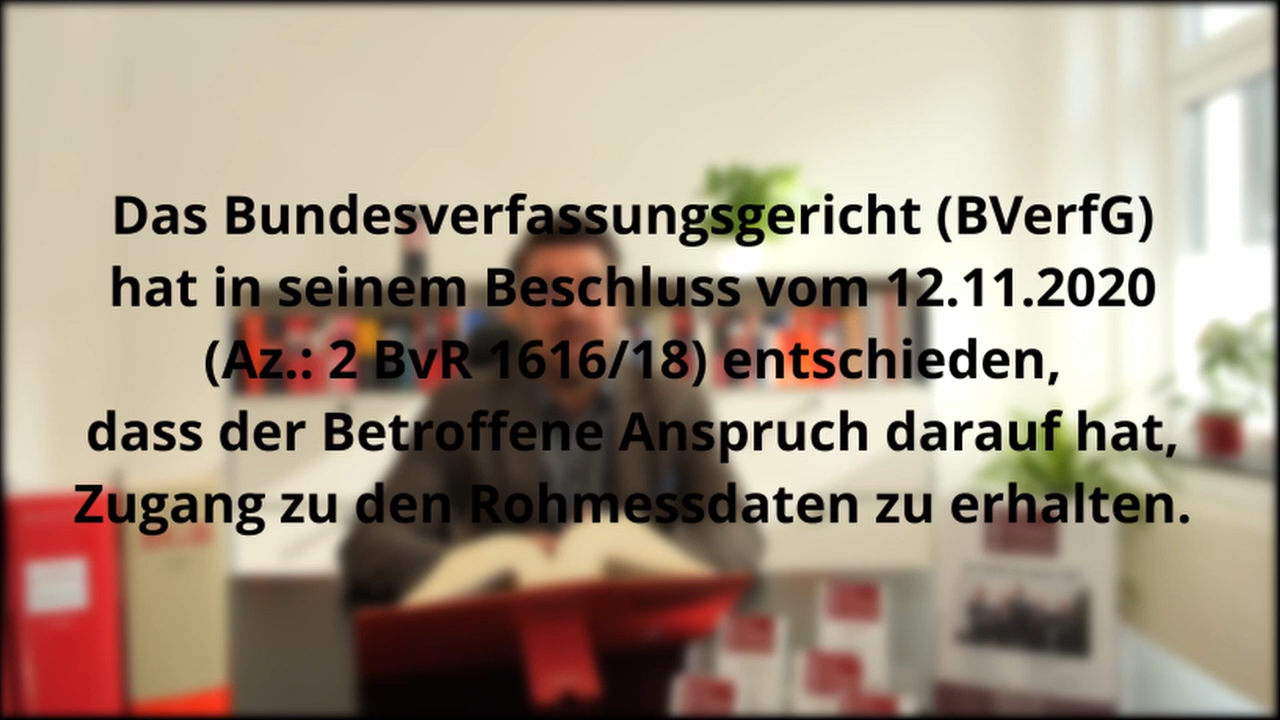 Das Bundesverfassungsgericht (BVerfG)
hat in seinem Beschluss vom 12.11.2020
(Az.: 2 BvR 1616/18) entschieden,
dass der Betroffene Anspruch darauf hat,
Zugang zu den Rohmessdaten zu erhalten.